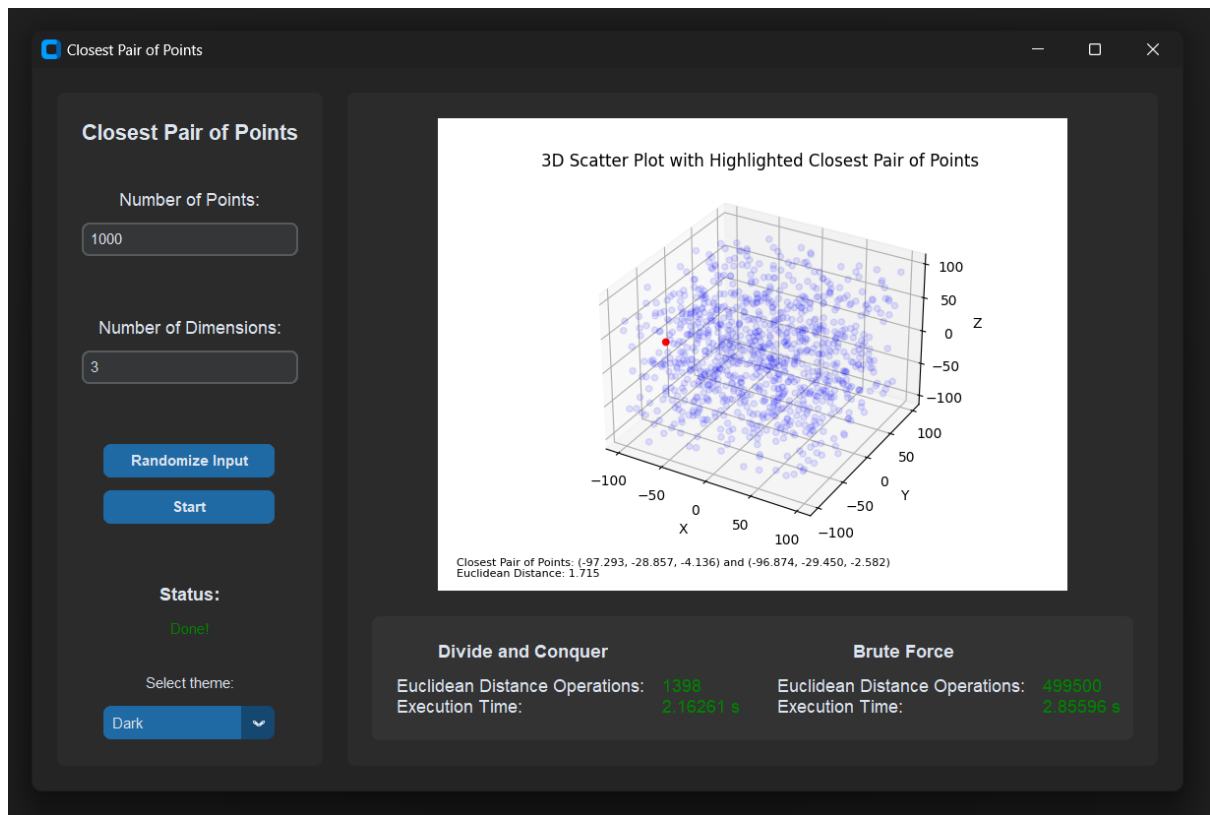 Closest Pair of Points
Closest Pair of Points
Number of Points:
1000
Number of Dimensions:
3
Randomize Input
Start
Status:
Done!
Select theme:
Dark
3D Scatter Plot with Highlighted Closest Pair of Points
100
50
0
Z
−50
−100
100
50
0
Y
−50
−100
−100
−50
0
X
50
100
Closest Pair of Points: (-97.293, -28.857, -4.136) and (-96.874, -29.450, -2.582)
Euclidean Distance: 1.715
Divide and Conquer
Euclidean Distance Operations: 1398
Execution Time: 2.16261 s
Brute Force
Euclidean Distance Operations: 499500
Execution Time: 2.85596 s